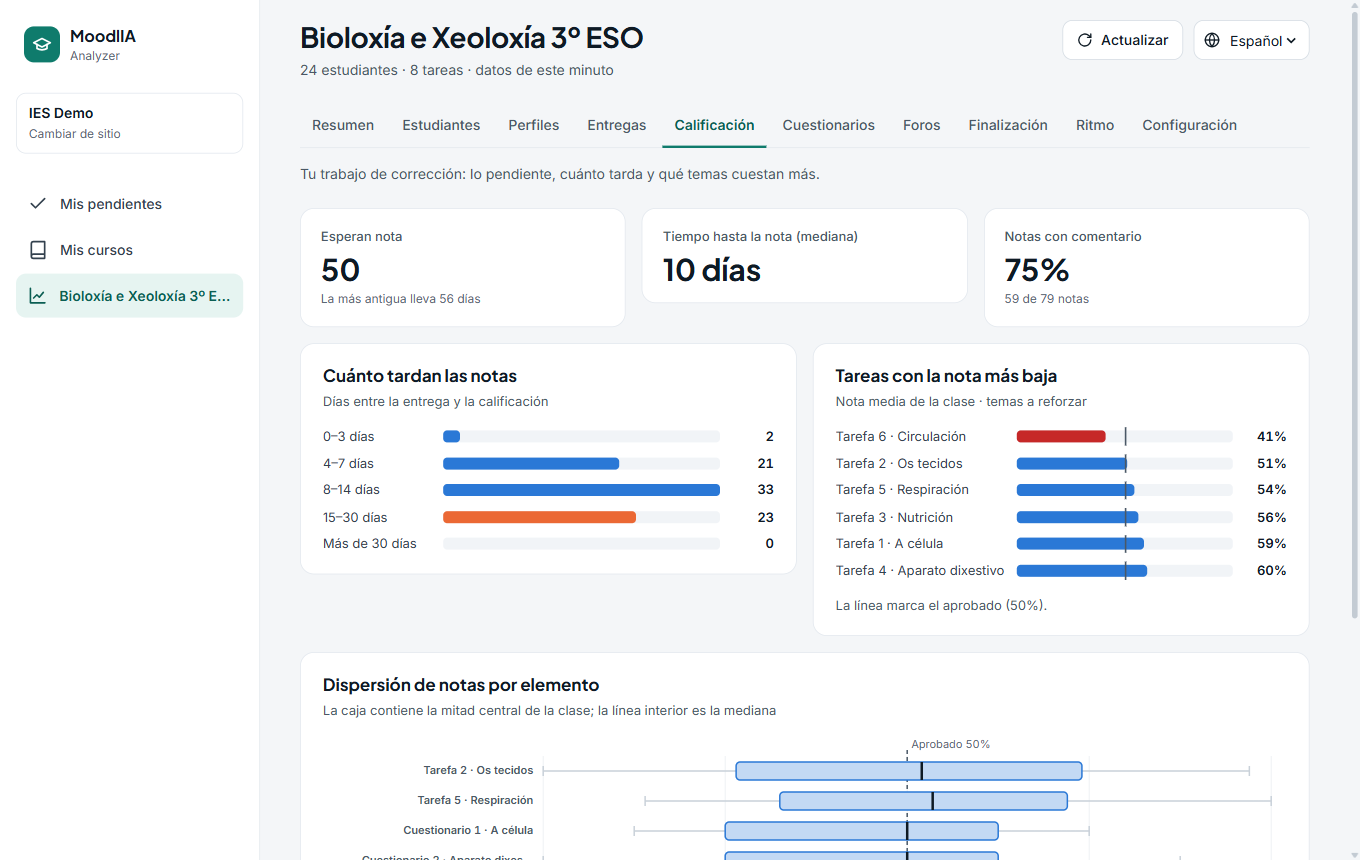 MoodlIA
Analyzer
IES Demo
Cambiar de sitio
Mis pendientes
Mis cursos
Bioloxía e Xeoloxía 3º E...
Bioloxía e Xeoloxía 3º ESO
24 estudiantes · 8 tareas · datos de este minuto
Actualizar
Español
Resumen Estudiantes Perfiles Entregas Calificación Cuestionarios Foros Finalización Ritmo Configuración
Tu trabajo de corrección: lo pendiente, cuánto tarda y qué temas cuestan más.
Esperan nota
50
La más antigua lleva 56 días
Tiempo hasta la nota (mediana)
10 días
Notas con comentario
75%
59 de 79 notas
Cuánto tardan las notas
Días entre la entrega y la calificación
0–3 días 2
4–7 días 21
8–14 días 33
15–30 días 23
Más de 30 días 0
Tareas con la nota más baja
Nota media de la clase · temas a reforzar
Tarefa 6 · Circulación 41%
Tarefa 2 · Os tecidos 51%
Tarefa 5 · Respiración 54%
Tarefa 3 · Nutrición 56%
Tarefa 1 · A célula 59%
Tarefa 4 · Aparato dixestivo 60%
La línea marca el aprobado (50%).
Dispersión de notas por elemento
La caja contiene la mitad central de la clase; la línea interior es la mediana
Aprobado 50%
Tarefa 2 · Os tecidos
Tarefa 5 · Respiración
Cuestionario 1 · A célula
Cuestionario 2 · Aparato dixes...